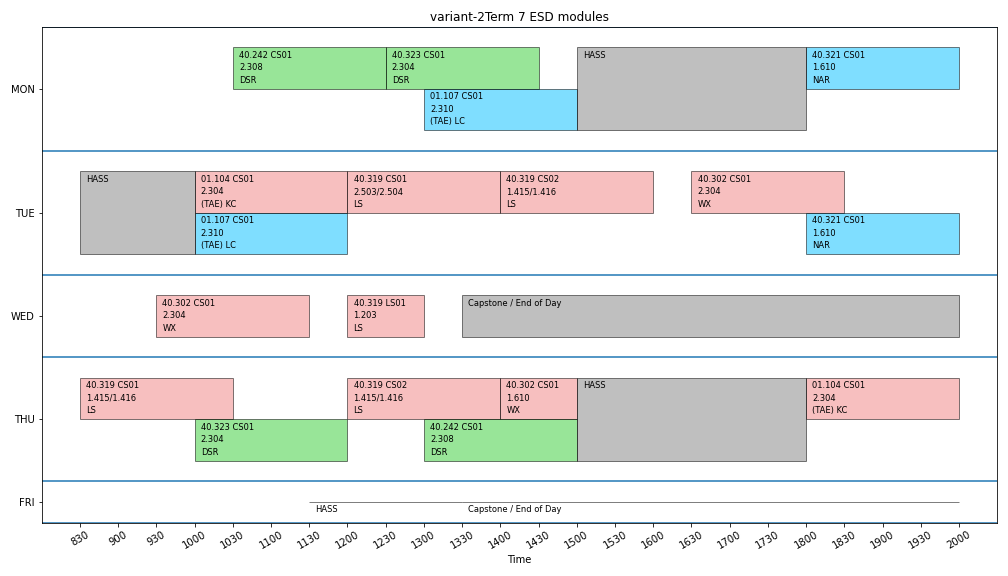 variant-2Term 7 ESD modules
MON
40.242 CS01
2.308
DSR
40.323 CS01
2.304
DSR
01.107 CS01
2.310
(TAE) LC
HASS
40.321 CS01
1.610
NAR
TUE
HASS
01.104 CS01
2.304
(TAE) KC
01.107 CS01
2.310
(TAE) LC
40.319 CS01
2.503/2.504
LS
40.319 CS02
1.415/1.416
LS
40.302 CS01
2.304
WX
40.321 CS01
1.610
NAR
WED
40.302 CS01
2.304
WX
40.319 LS01
1.203
LS
Capstone / End of Day
THU
40.319 CS01
1.415/1.416
LS
40.323 CS01
2.304
DSR
40.319 CS02
1.415/1.416
LS
40.242 CS01
2.308
DSR
40.302 CS01
1.610
WX
HASS
01.104 CS01
2.304
(TAE) KC
FRI
HASS
Capstone / End of Day
830 900 930 1000 1030 1100 1130 1200 1230 1300 1330 1400 1430 1500 1530 1600 1630 1700 1730 1800 1830 1900 1930 2000
Time